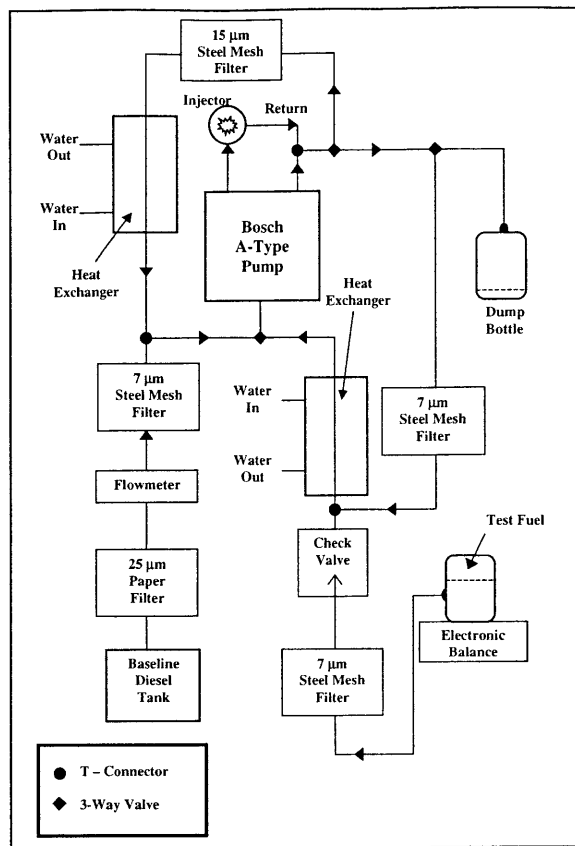 15 µm
Steel Mesh
Filter
Injector
Return
Water
Out
Water
In
Bosch
A-Type
Pump
Heat
Exchanger
Heat
Exchanger
Dump
Bottle
7 µm
Steel Mesh
Filter
Water
In
Water
Out
7 µm
Steel Mesh
Filter
Flowmeter
Test Fuel
Check
Valve
25 µm
Paper
Filter
Electronic
Balance
7 µm
Steel Mesh
Filter
Baseline
Diesel
Tank
T – Connector
3-Way Valve